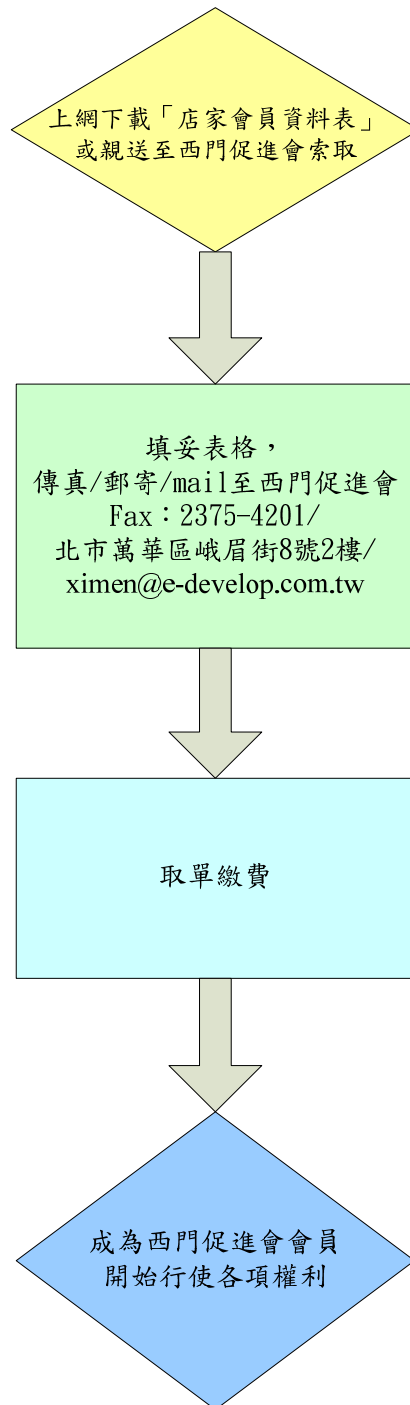 上網下載「店家會員資料表」
或親送至西門促進會索取
填妥表格，
傳真/郵寄/mail至西門促進會
Fax：2375-4201/
北市萬華區峨眉街8號2樓/
ximen@e-develop.com.tw
取單繳費
成為西門促進會會員
開始行使各項權利